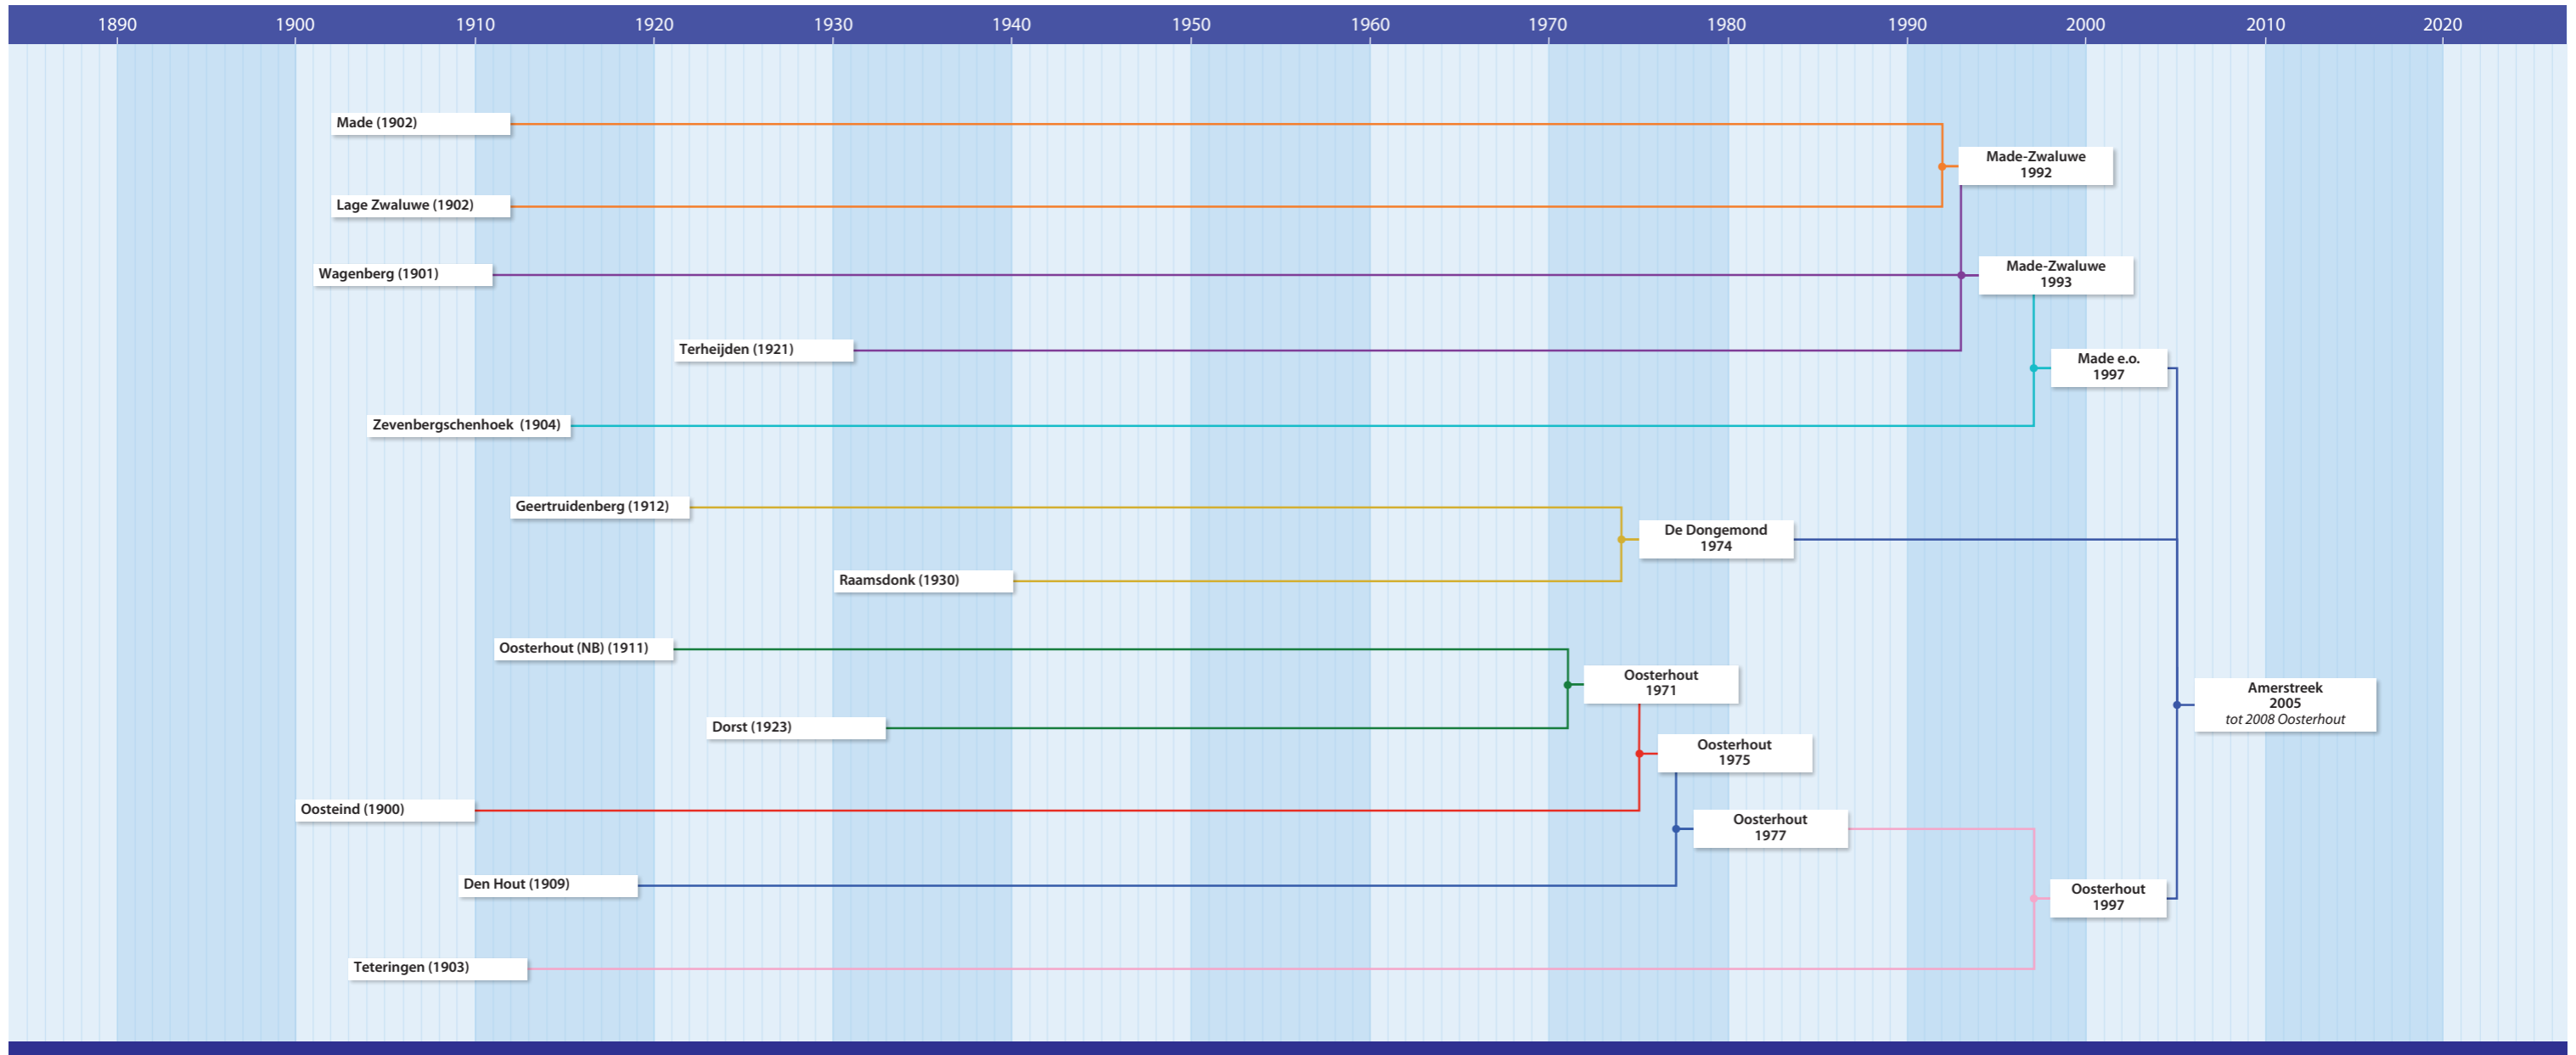 1890 1900 1910 1920 1930 1940 1950 1960 1970 1980 1990 2000 2010 2020
Made (1902)
Made-Zwaluwe
1992
Lage Zwaluwe (1902)
Wagenberg (1901)
Made-Zwaluwe
1993
Terheijden (1921)
Made e.o.
1997
Zevenbergschenhoek (1904)
Geertruidenberg (1912)
De Dongemond
1974
Raamsdonk (1930)
Oosterhout (NB) (1911)
Oosterhout
1971
Amerstreek
2005
tot 2008 Oosterhout
Dorst (1923)
Oosterhout
1975
Oosteind (1900)
Oosterhout
1977
Den Hout (1909)
Oosterhout
1997
Teteringen (1903)